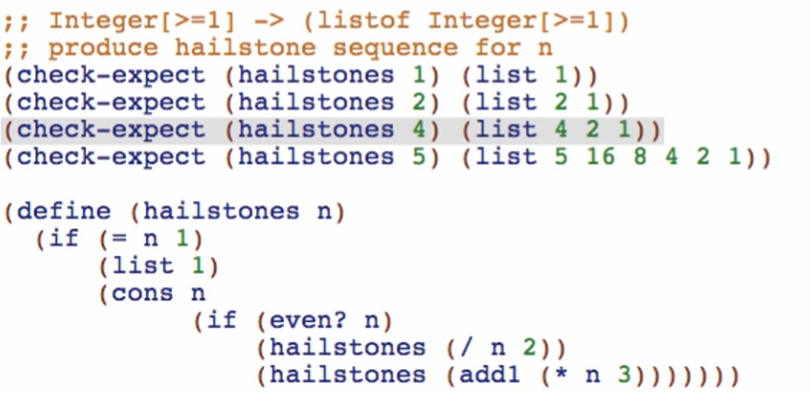 ;; Integer[>=1] -> (listof Integer[>=1])
;; produce hailstone sequence for n
(check-expect (hailstones 1) (list 1))
(check-expect (hailstones 2) (list 2 1))
(check-expect (hailstones 4) (list 4 2 1))
(check-expect (hailstones 5) (list 5 16 8 4 2 1))

(define (hailstones n)
  (if (= n 1)
      (list 1)
      (cons n
            (if (even? n)
                (hailstones (/ n 2))
                (hailstones (add1 (* n 3)))))))